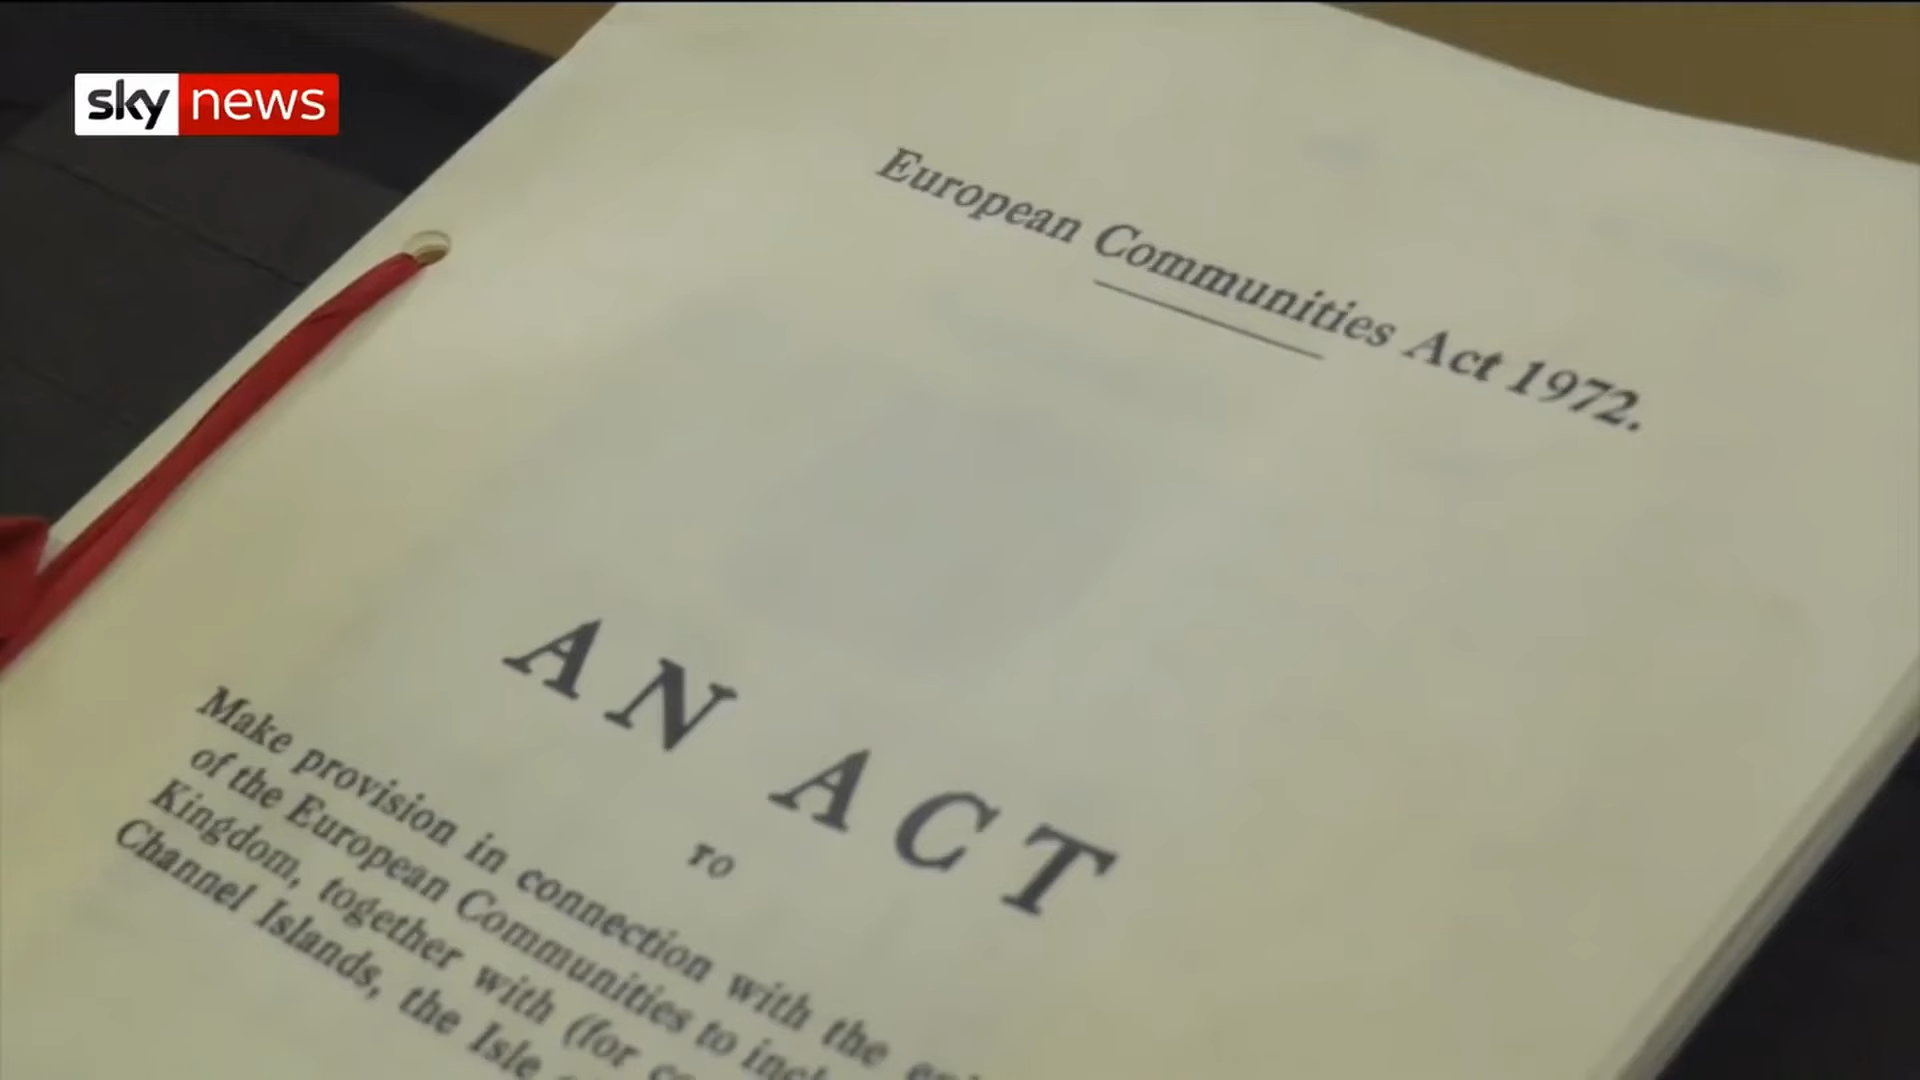 sky news
European Communities Act 1972.
AN ACT
TO
Make provision in connection with the
of the European Communities to
Kingdom, together with (for
Channel Islands, the Isle